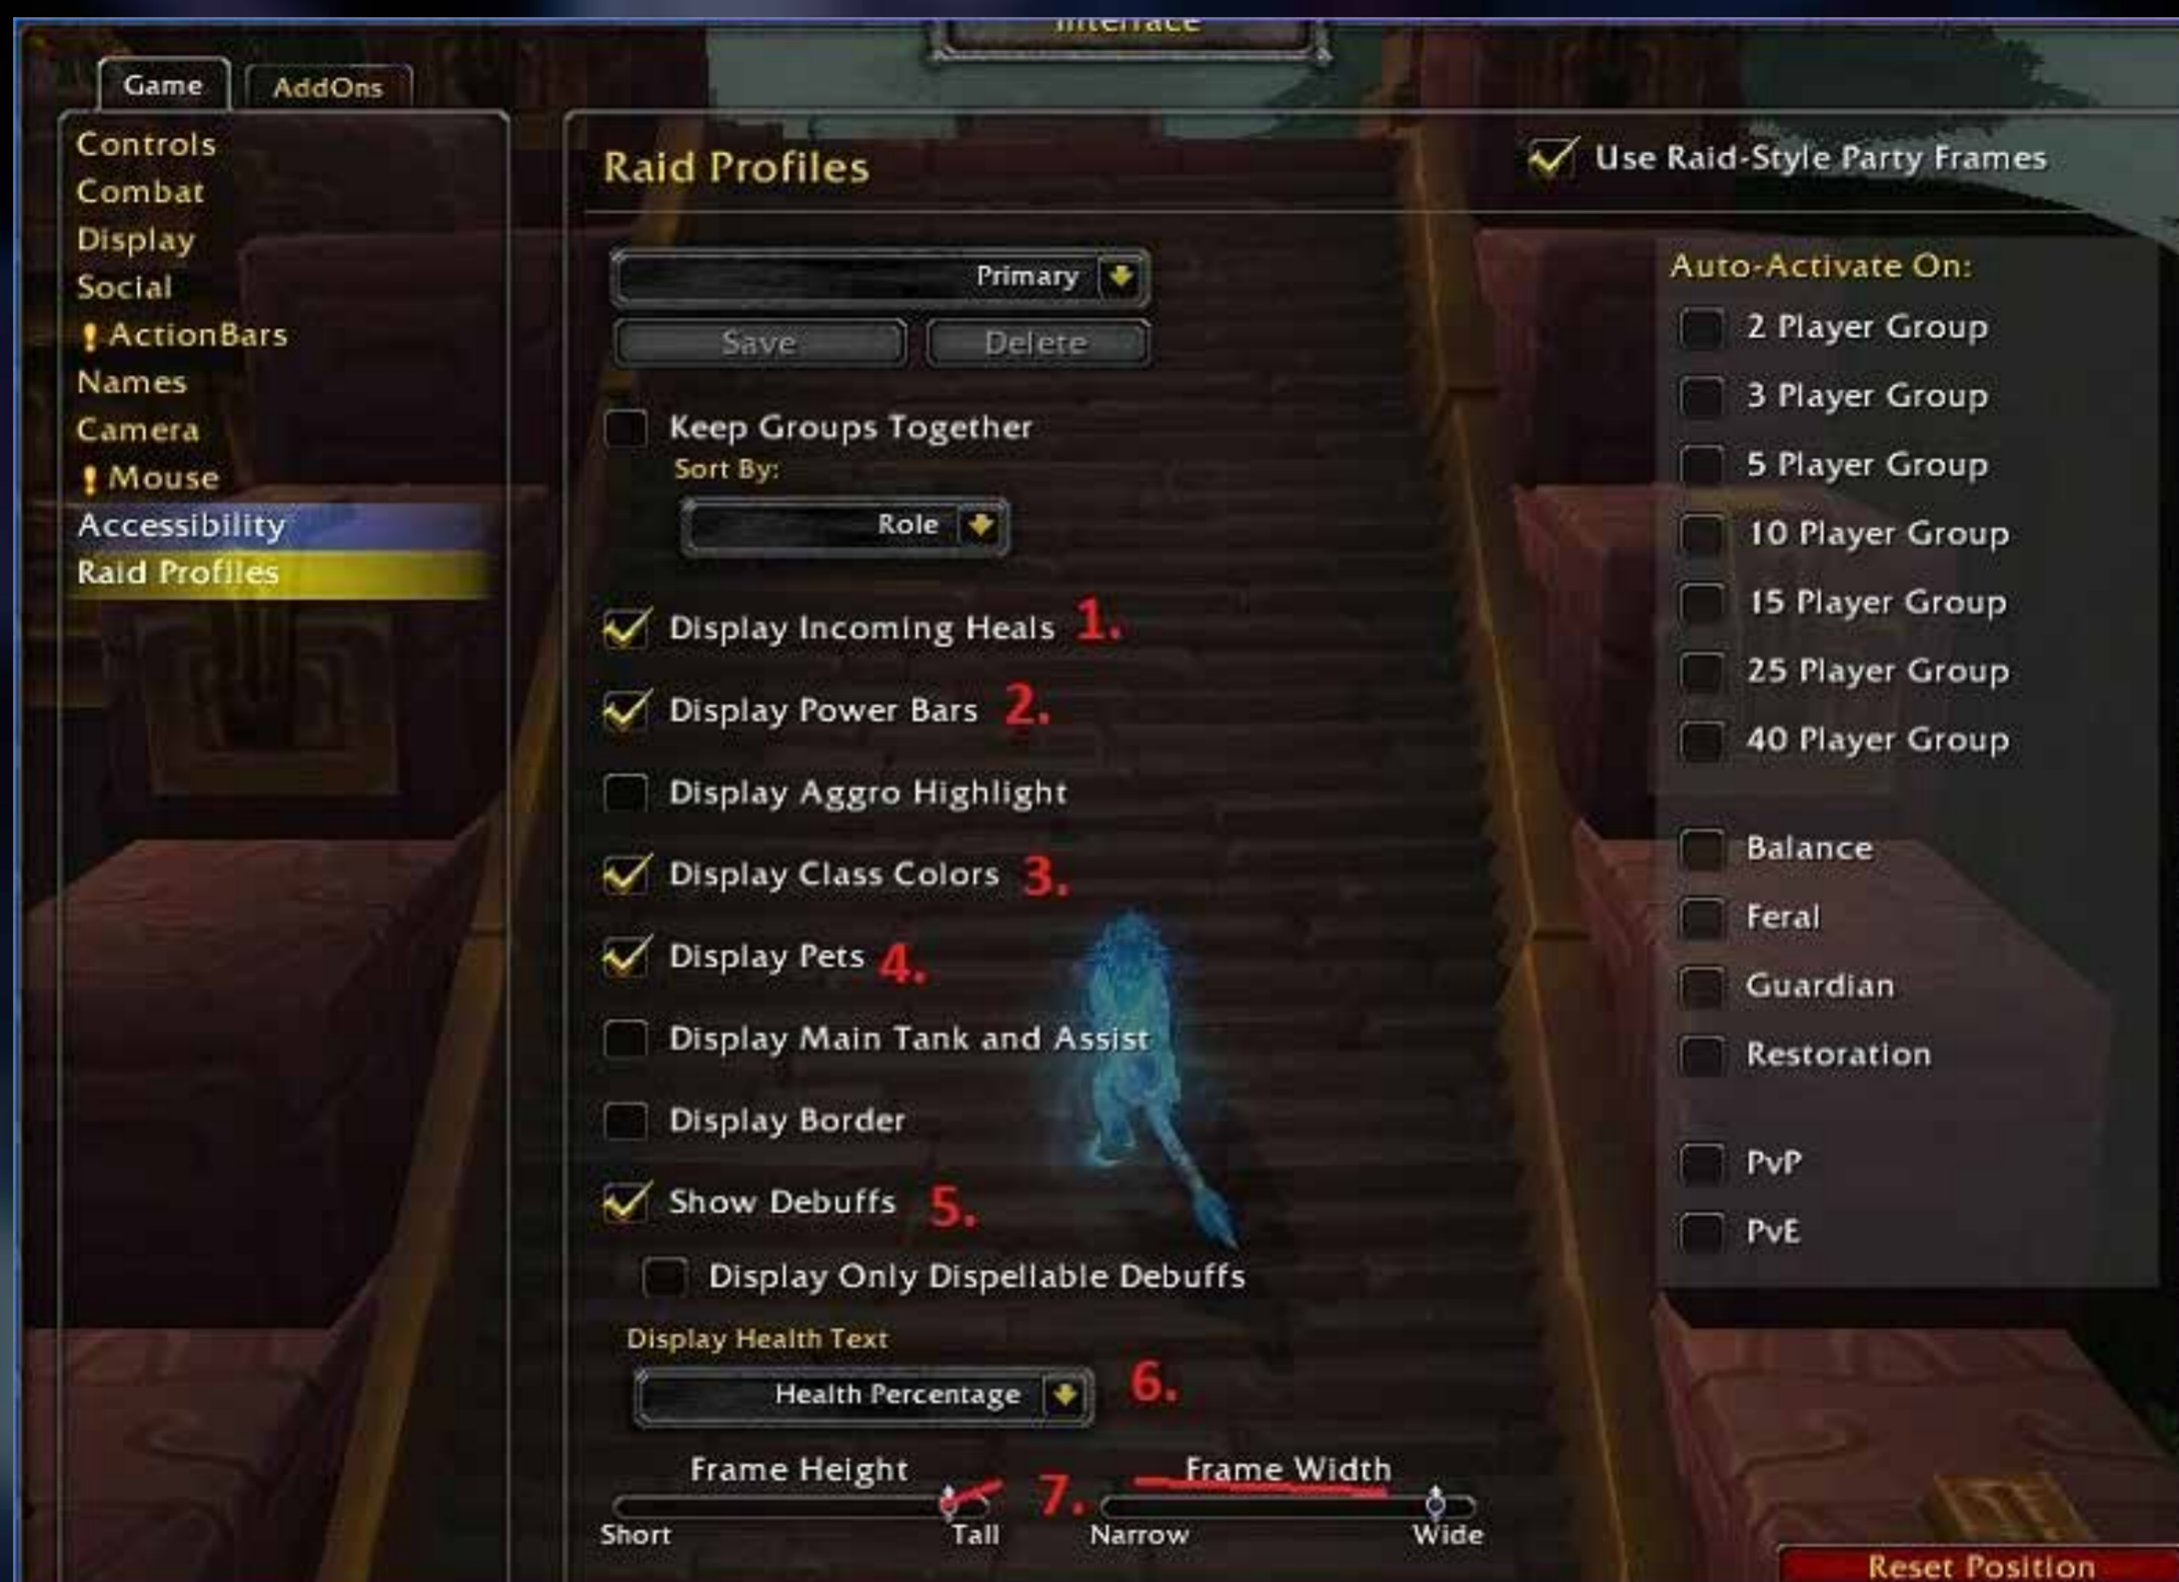 Interface
Game AddOns
Controls
Combat
Display
Social
! ActionBars
Names
Camera
! Mouse
Accessibility
Raid Profiles
Raid Profiles
Use Raid-Style Party Frames
Primary
Save Delete
Keep Groups Together
Sort By:
Role
Display Incoming Heals 1.
Display Power Bars 2.
Display Aggro Highlight
Display Class Colors 3.
Display Pets 4.
Display Main Tank and Assist
Display Border
Show Debuffs 5.
Display Only Dispellable Debuffs
Display Health Text
Health Percentage 6.
Frame Height 7. Frame Width
Short Tall Narrow Wide
Auto-Activate On:
2 Player Group
3 Player Group
5 Player Group
10 Player Group
15 Player Group
25 Player Group
40 Player Group
Balance
Feral
Guardian
Restoration
PvP
PvE
Reset Position